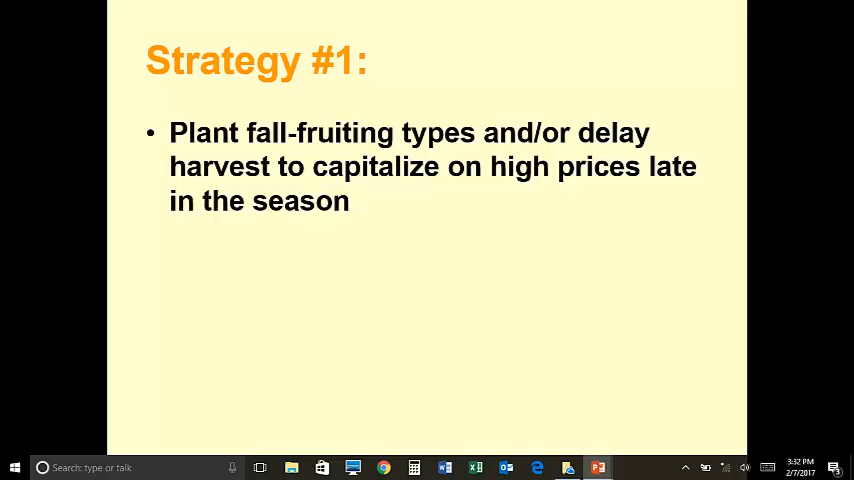 Strategy #1:
• Plant fall-fruiting types and/or delay
harvest to capitalize on high prices late
in the season
Search: type or talk
3:32 PM
2/7/2017
3